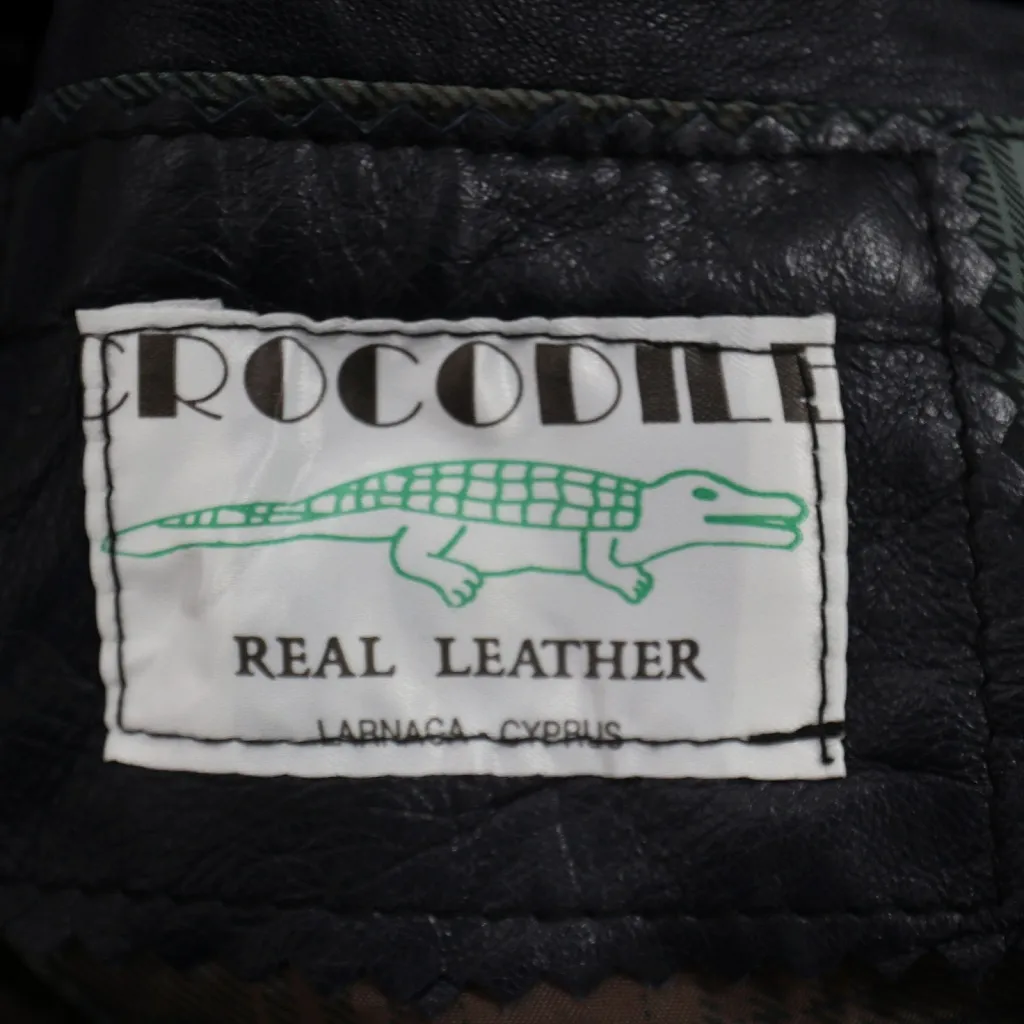 CROCODILE
REAL LEATHER
LARNACA - CYPRUS